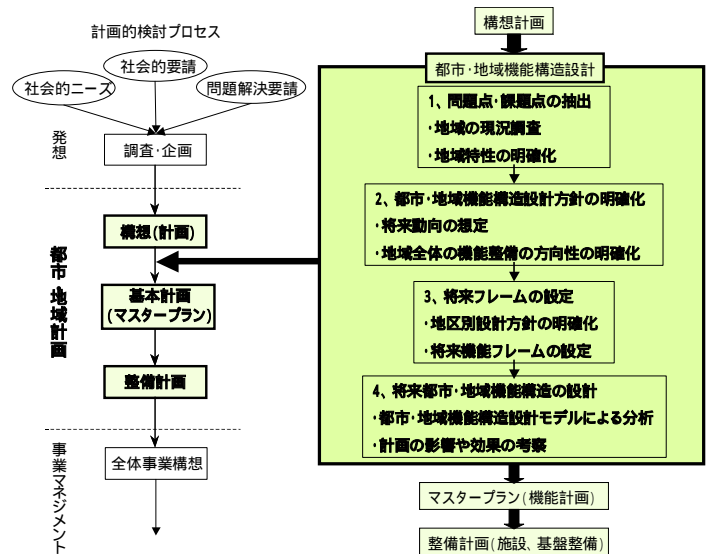 計画的検討プロセス
社会的要請
社会的ニーズ
問題解決要請
発想
調査・企画
都市・地域計画
構想(計画)
基本計画
(マスタープラン)
整備計画
事業マネジメント
全体事業構想
構想計画
都市・地域機能構造設計
1、問題点・課題点の抽出
・地域の現況調査
・地域特性の明確化
2、都市・地域機能構造設計方針の明確化
・将来動向の想定
・地域全体の機能整備の方向性の明確化
3、将来フレームの設定
・地区別設計方針の明確化
・将来機能フレームの設定
4、将来都市・地域機能構造の設計
・都市・地域機能構造設計モデルによる分析
・計画の影響や効果の考察
マスタープラン(機能計画)
整備計画(施設、基盤整備)